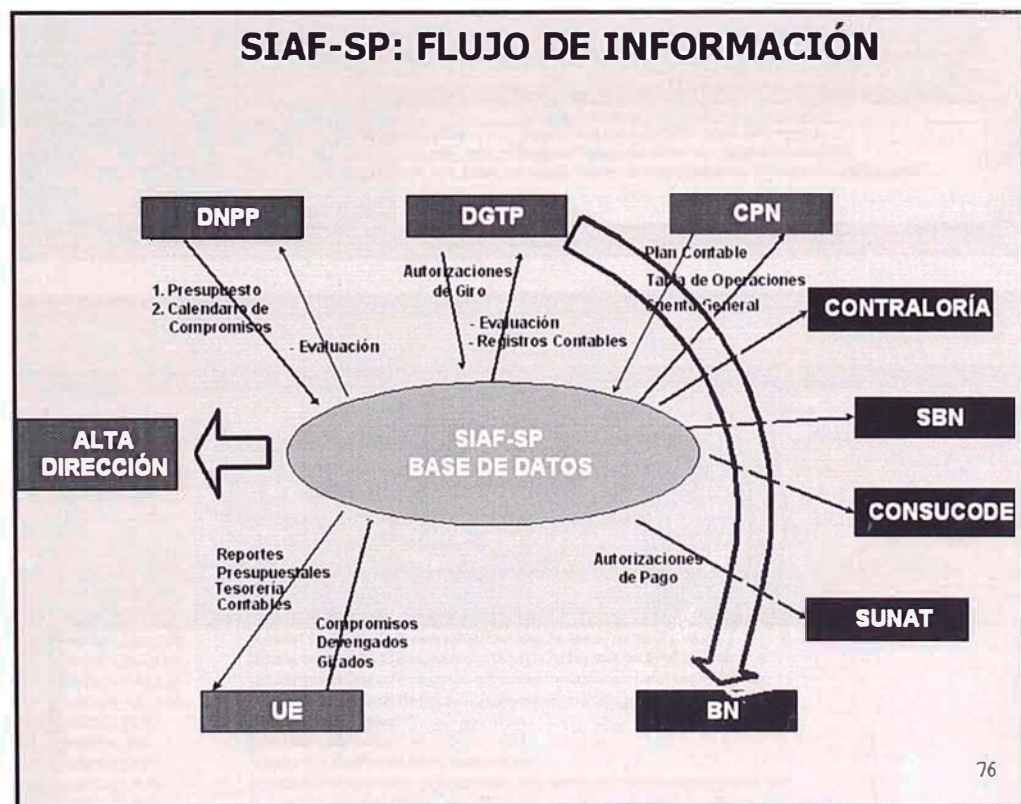 SIAF-SP: FLUJO DE INFORMACIÓN
DNPP
DGTP
CPN
1. Presupuesto
2. Calendario de
Compromisos
- Evaluación
Autorizaciones
de Giro
- Evaluación
- Registros Contables
Plan Contable
Tabla de Operaciones
Cuenta General
CONTRALORÍA
SBN
CONSUCODE
SUNAT
ALTA
DIRECCIÓN
SIAF-SP
BASE DE DATOS
Reportes
Presupuestales
Tesorería
Contables
Compromisos
Devengados
Girados
Autorizaciones
de Pago
UE
BN
76